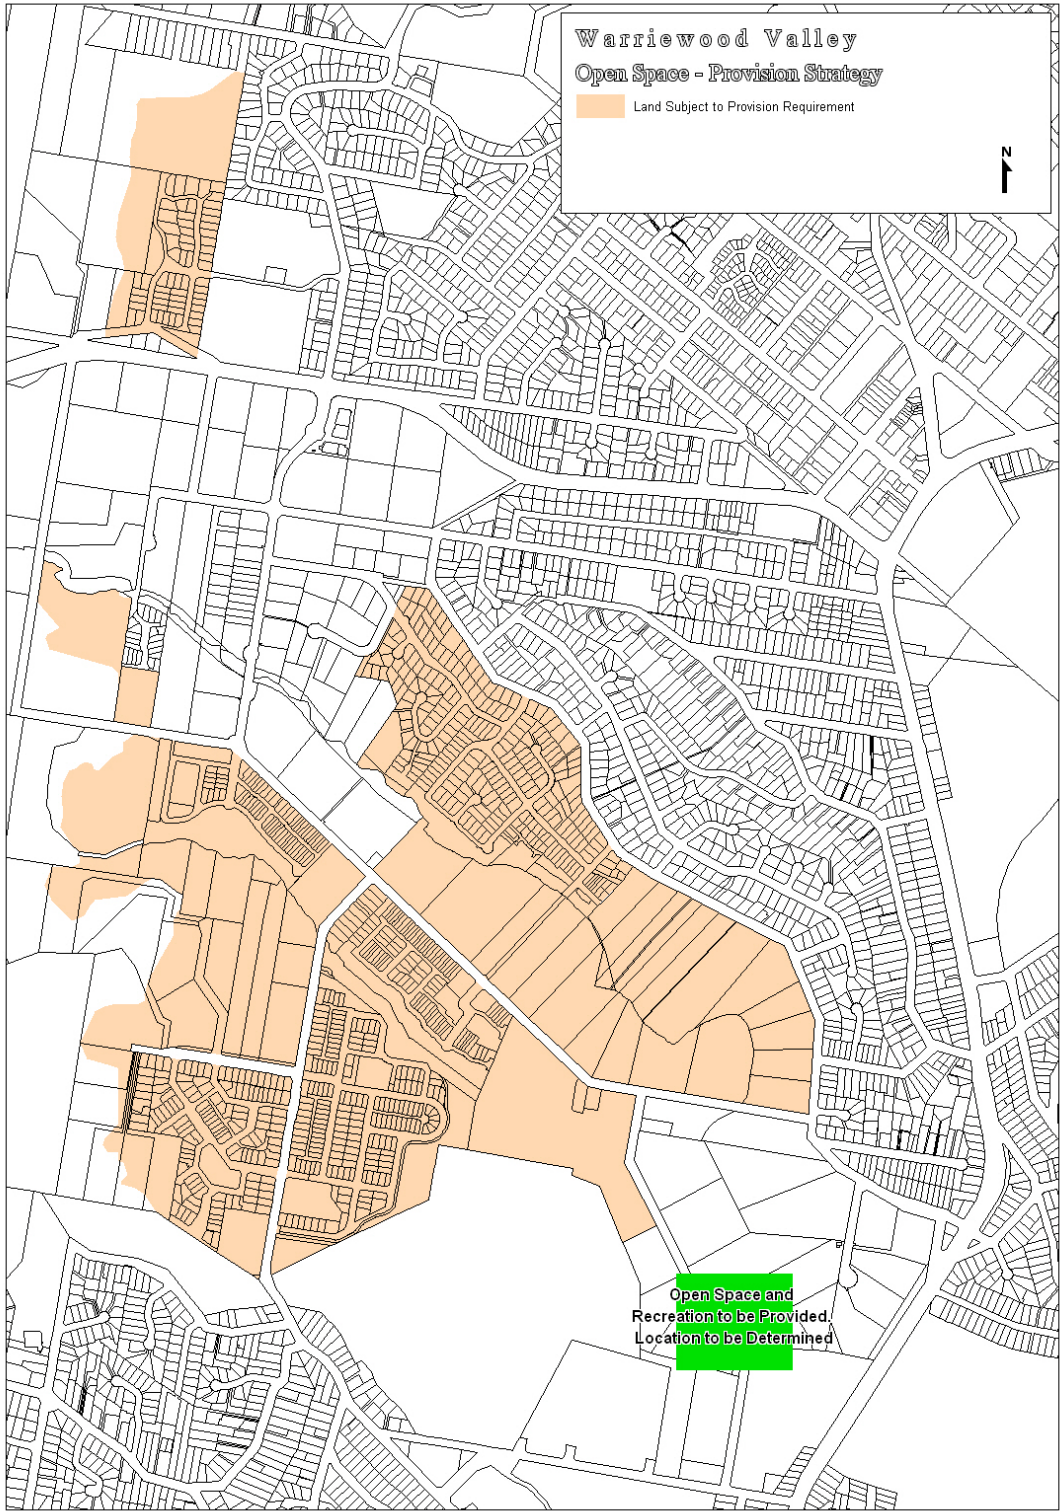 Warriewood Valley
Open Space - Provision Strategy
Land Subject to Provision Requirement
N
Open Space and
Recreation to be Provided.
Location to be Determined